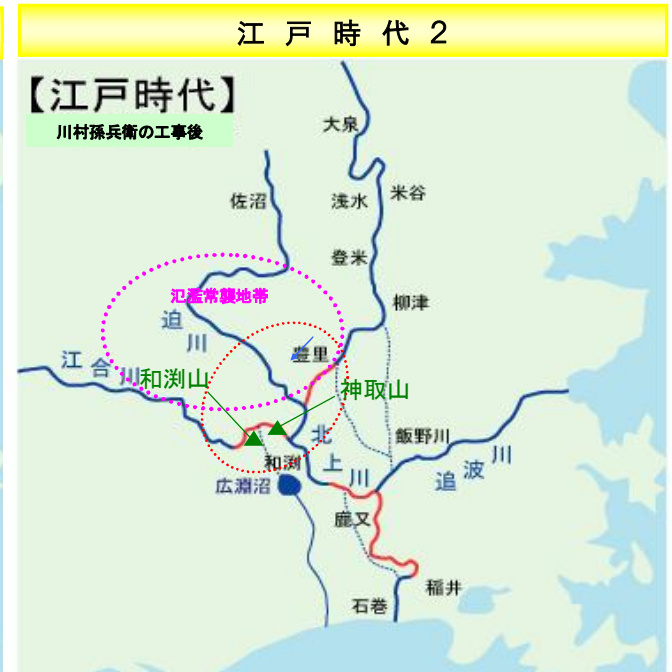 江戸時代2
【江戸時代】
川村孫兵衛の工事後
大泉
米谷
佐沼
浅水
登米
柳津
氾濫常襲地帯
迫川
豊里
江合川
和渕山
神取山
北上川
飯野川
追波川
和渕
広淵沼
鹿又
稲井
石巻